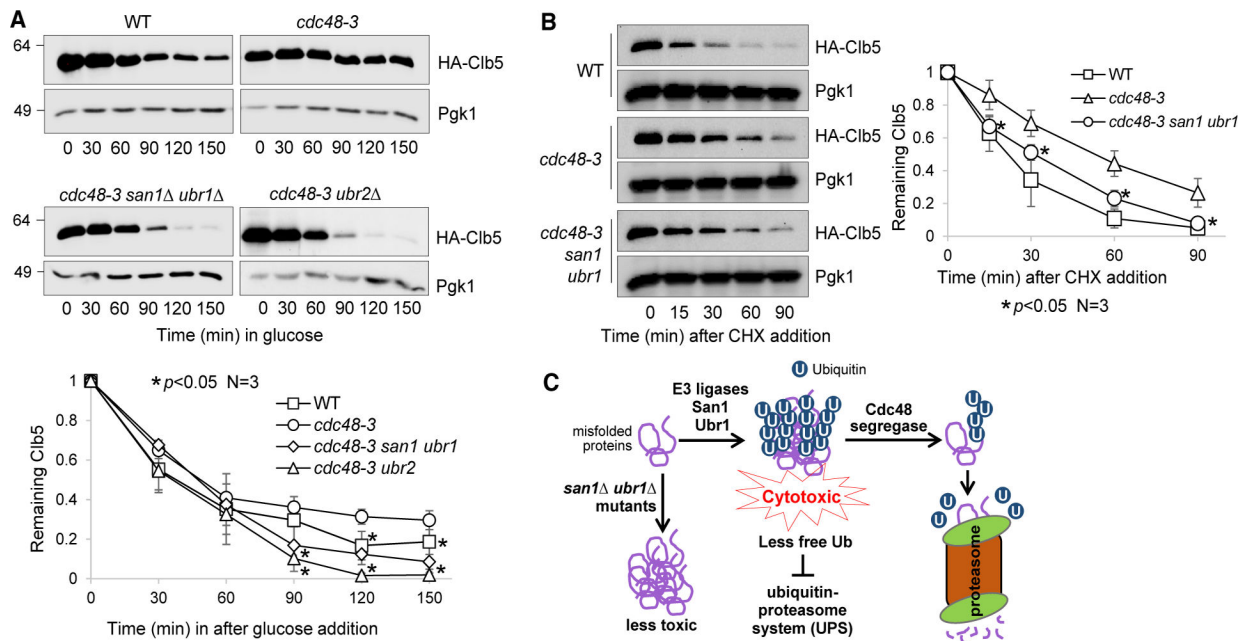 A
WT
cdc48-3
64
HA-Clb5
49
Pgk1
0 30 60 90 120 150
0 30 60 90 120 150
cdc48-3 san1Δ ubr1Δ
cdc48-3 ubr2Δ
64
HA-Clb5
49
Pgk1
0 30 60 90 120 150
0 30 60 90 120 150
Time (min) in glucose
* p<0.05 N=3
WT
cdc48-3
cdc48-3 san1 ubr1
cdc48-3 ubr2
Remaining Clb5
1
0.8
0.6
0.4
0.2
0
0 30 60 90 120 150
* * * * * *
Time (min) in after glucose addition
B
WT
HA-Clb5
Pgk1
cdc48-3
HA-Clb5
Pgk1
cdc48-3
san1
ubr1
HA-Clb5
Pgk1
0 15 30 60 90
Time (min) after CHX addition
WT
cdc48-3
cdc48-3 san1 ubr1
Remaining Clb5
1
0.8
0.6
0.4
0.2
0
* * * *
0 30 60 90
Time (min) after CHX addition
* p<0.05 N=3
C
U Ubiquitin
misfolded
proteins
E3 ligases
San1
Ubr1
U U U U U U U U U U U U U
Cdc48
segregase
U U U U
san1Δ ubr1Δ
mutants
less toxic
Cytotoxic
Less free Ub
ubiquitin-
proteasome
system (UPS)
U U U U
proteasome